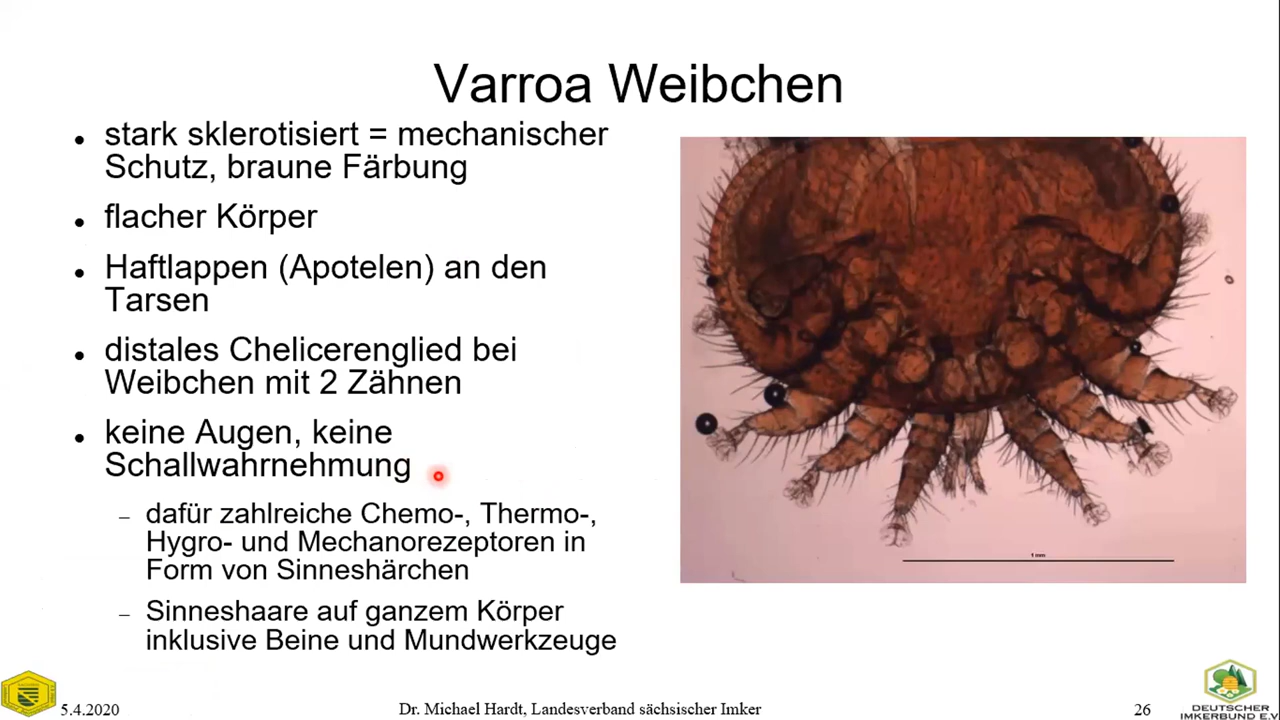 Varroa Weibchen
• stark sklerotisiert = mechanischer
Schutz, braune Färbung
• flacher Körper
• Haftlappen (Apotelen) an den
Tarsen
• distales Chelicerenglied bei
Weibchen mit 2 Zähnen
• keine Augen, keine
Schallwahrnehmung
– dafür zahlreiche Chemo-, Thermo-,
Hygro- und Mechanorezeptoren in
Form von Sinneshärchen
– Sinneshaare auf ganzem Körper
inklusive Beine und Mundwerkzeuge
1 mm
5.4.2020
Dr. Michael Hardt, Landesverband sächsischer Imker
26
DEUTSCHER
IMKERBUND E.V.